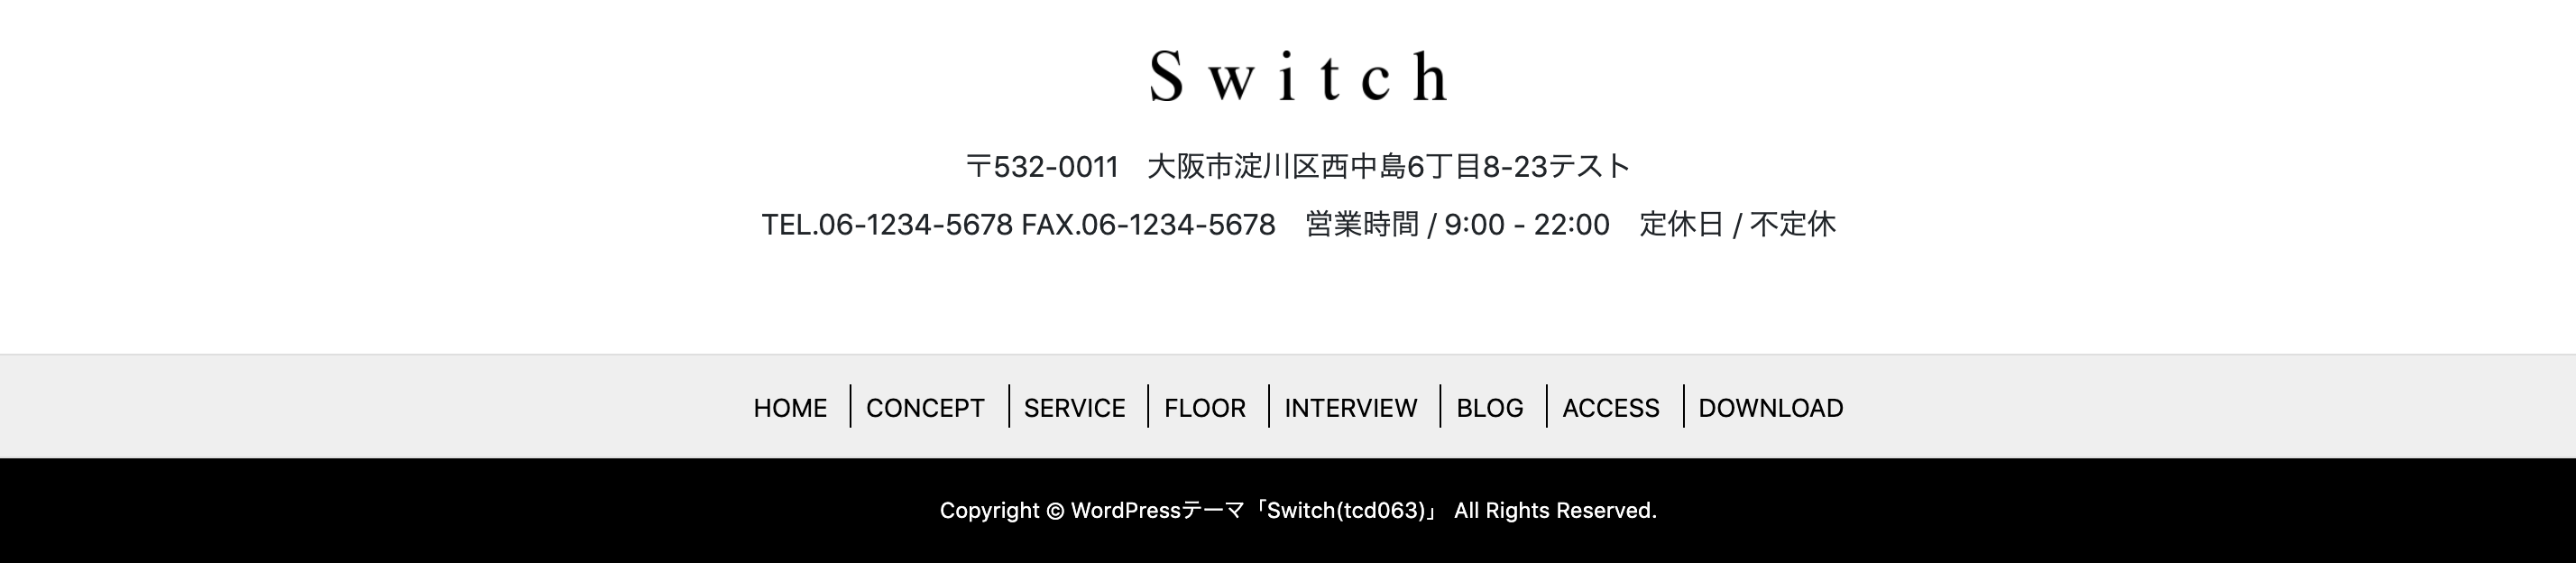 Switch
〒532-0011　大阪市淀川区西中島6丁目8-23テスト
TEL.06-1234-5678 FAX.06-1234-5678　営業時間 / 9:00 - 22:00　定休日 / 不定休
HOME CONCEPT SERVICE FLOOR INTERVIEW BLOG ACCESS DOWNLOAD
Copyright © WordPressテーマ「Switch(tcd063)」 All Rights Reserved.